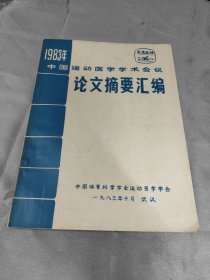 1983年
中国运动医学学术会议
论文摘要汇编
中国体育科学学会运动医学学会
一九八三年十月 武汉